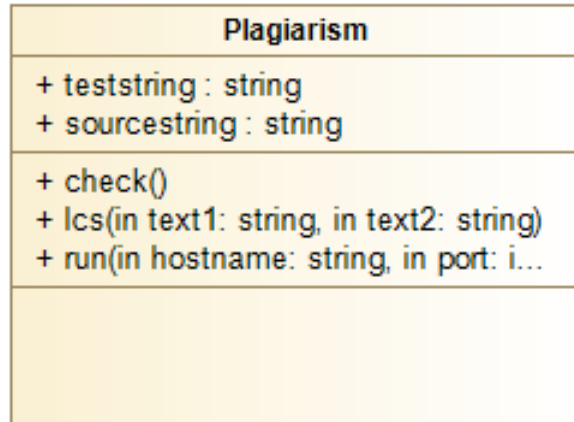 Plagiarism
+ teststring : string
+ sourcestring : string
+ check()
+ lcs(in text1: string, in text2: string)
+ run(in hostname: string, in port: i...